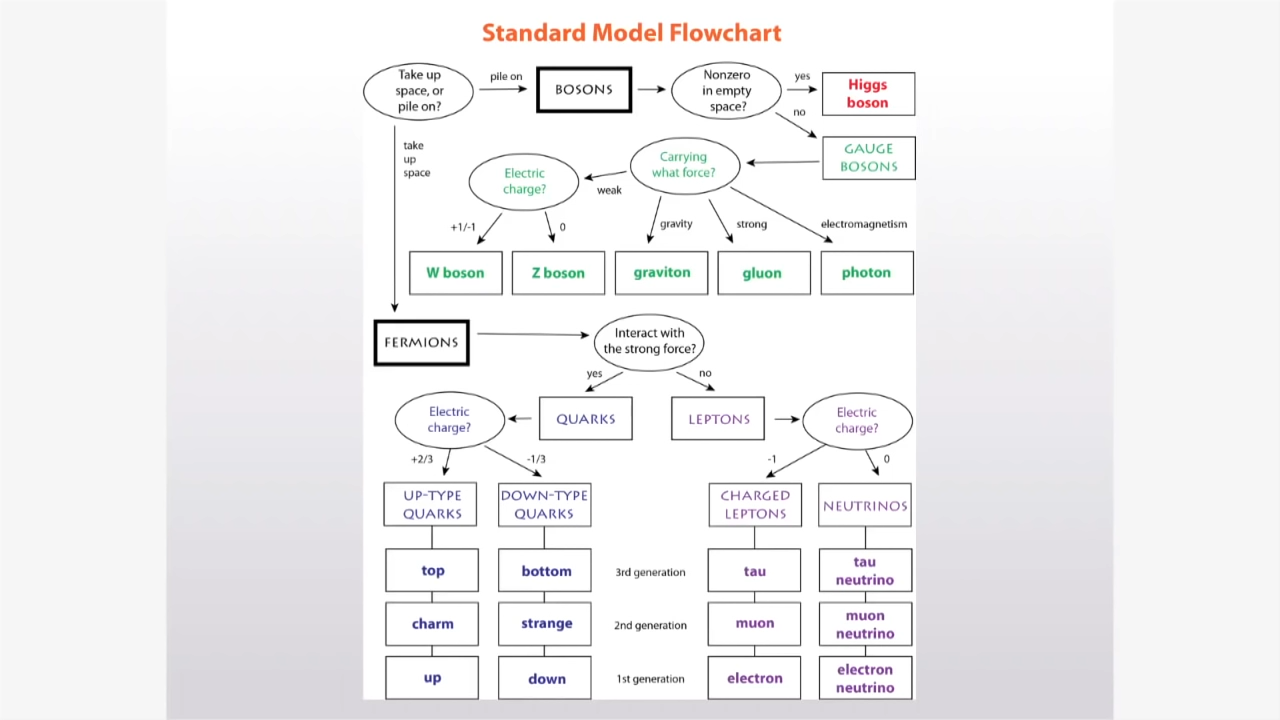 Standard Model Flowchart
Take up
space, or
pile on?
pile on
BOSONS
Nonzero
in empty
space?
yes
Higgs
boson
no
take
up
space
GAUGE
BOSONS
Carrying
what force?
Electric
charge?
weak
+1/-1
0
gravity
strong
electromagnetism
W boson
Z boson
graviton
gluon
photon
FERMIONS
Interact with
the strong force?
yes
no
Electric
charge?
QUARKS
LEPTONS
Electric
charge?
+2/3
-1/3
-1
0
UP-TYPE
QUARKS
DOWN-TYPE
QUARKS
CHARGED
LEPTONS
NEUTRINOS
top
bottom
3rd generation
tau
tau
neutrino
charm
strange
2nd generation
muon
muon
neutrino
up
down
1st generation
electron
electron
neutrino